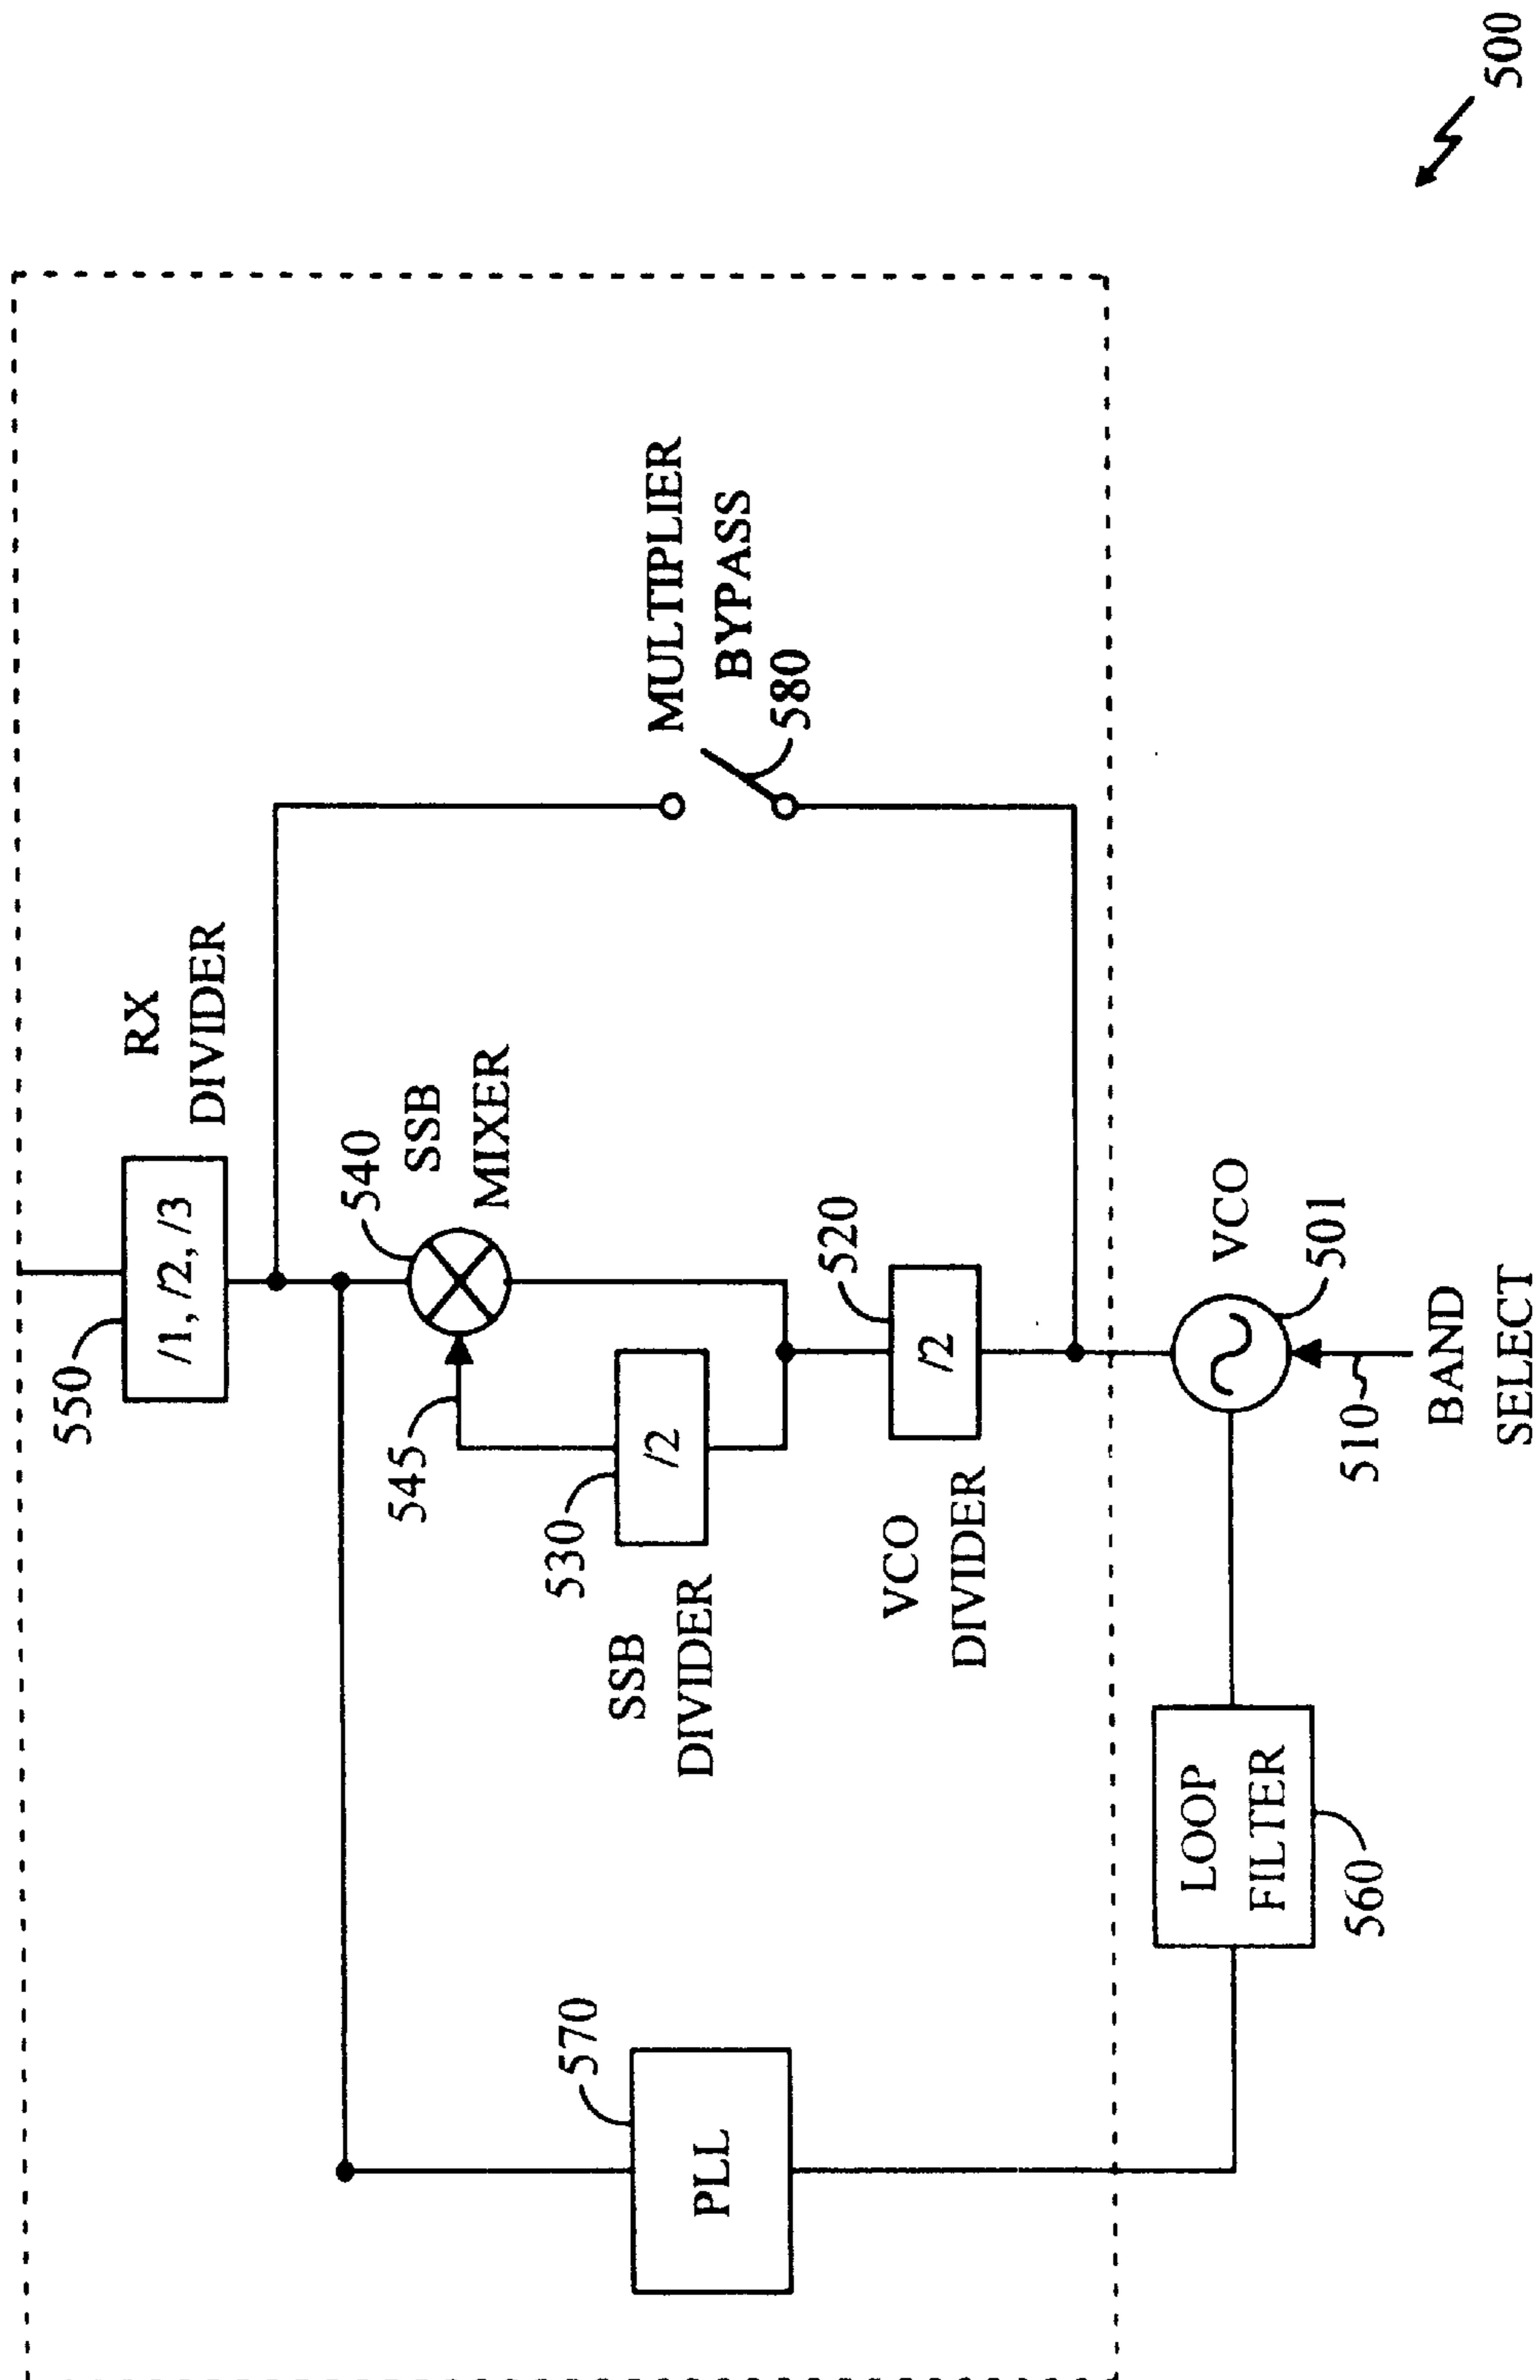 500
RX
DIVIDER
550
/1, /2, /3
540
SSB
MIXER
545
MULTIPLIER
BYPASS
580
570
PLL
530
/2
SSB
DIVIDER
520
/2
VCO
DIVIDER
LOOP
FILTER
560
VCO
501
510
BAND
SELECT